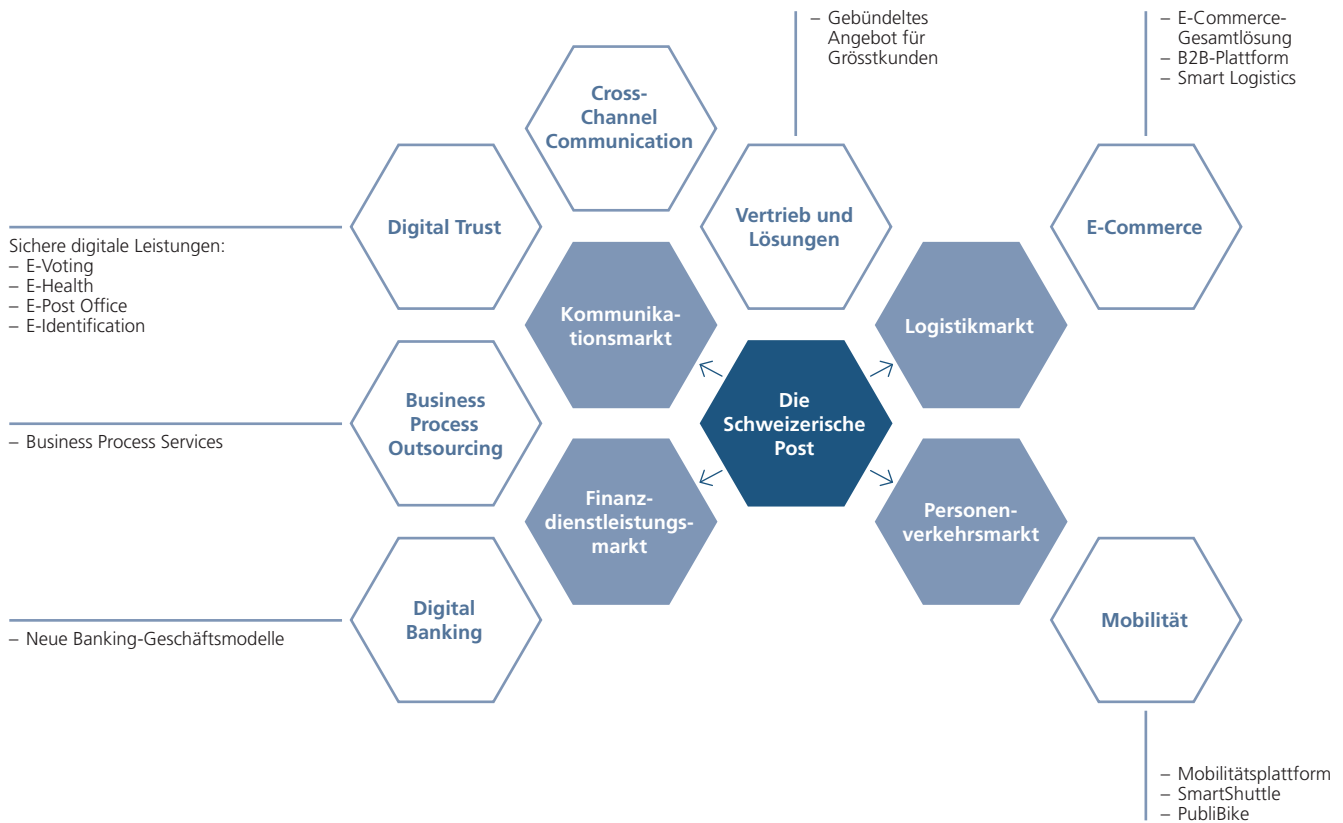 – Gebündeltes
Angebot für
Grösstkunden
– E-Commerce-
Gesamtlösung
– B2B-Plattform
– Smart Logistics
Cross-
Channel
Communication
Digital Trust
Vertrieb und
Lösungen
E-Commerce
Sichere digitale Leistungen:
– E-Voting
– E-Health
– E-Post Office
– E-Identification
Kommunika-
tionsmarkt
Logistikmarkt
Business
Process
Outsourcing
Die
Schweizerische
Post
– Business Process Services
Finanz-
dienstleistungs-
markt
Personen-
verkehrsmarkt
Digital
Banking
Mobilität
– Neue Banking-Geschäftsmodelle
– Mobilitätsplattform
– SmartShuttle
– PubliBike